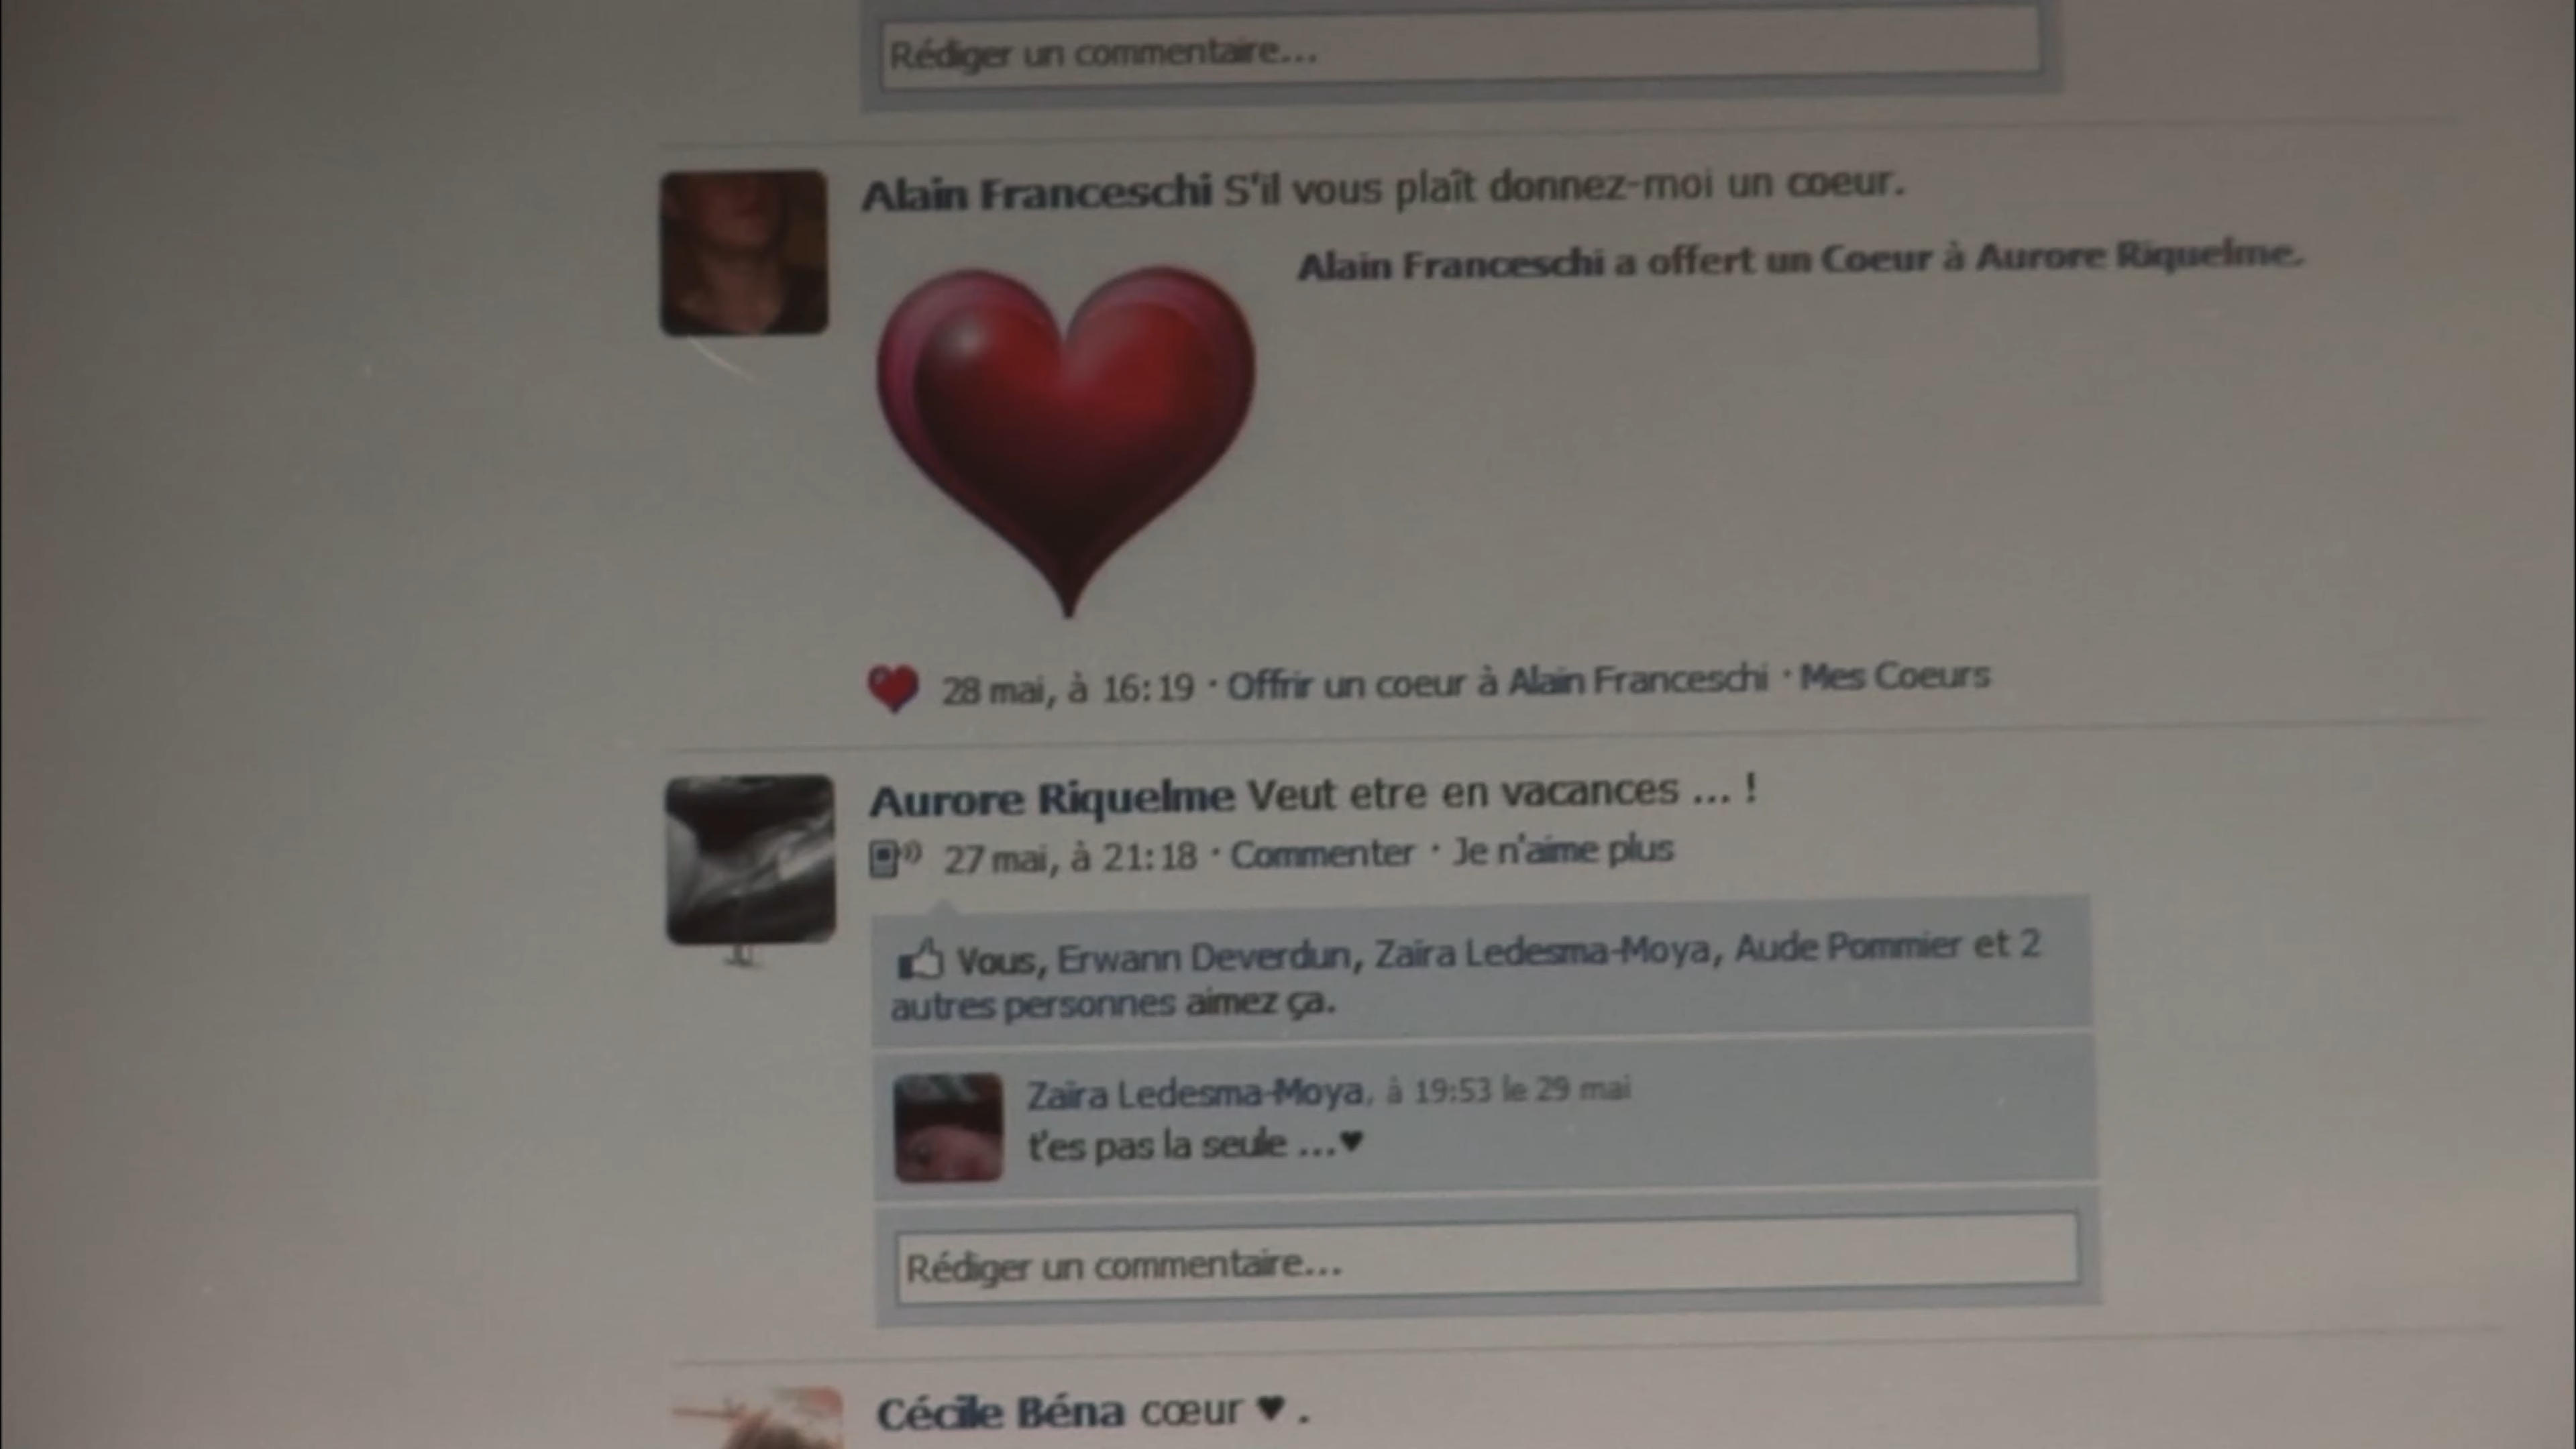 Rédiger un commentaire...
Alain Franceschi S'il vous plaît donnez-moi un coeur.
Alain Franceschi a offert un Coeur à Aurore Riquelme.
28 mai, à 16:19 · Offrir un coeur à Alain Franceschi · Mes Coeurs
Aurore Riquelme Veut etre en vacances ... !
27 mai, à 21:18 · Commenter · Je n'aime plus
Vous, Erwann Deverdun, Zaïra Ledesma-Moya, Aude Pommier et 2
autres personnes aimez ça.
Zaïra Ledesma-Moya, à 19:53 le 29 mai
t'es pas la seule ...♥
Rédiger un commentaire...
Cécile Béna cœur ♥ .